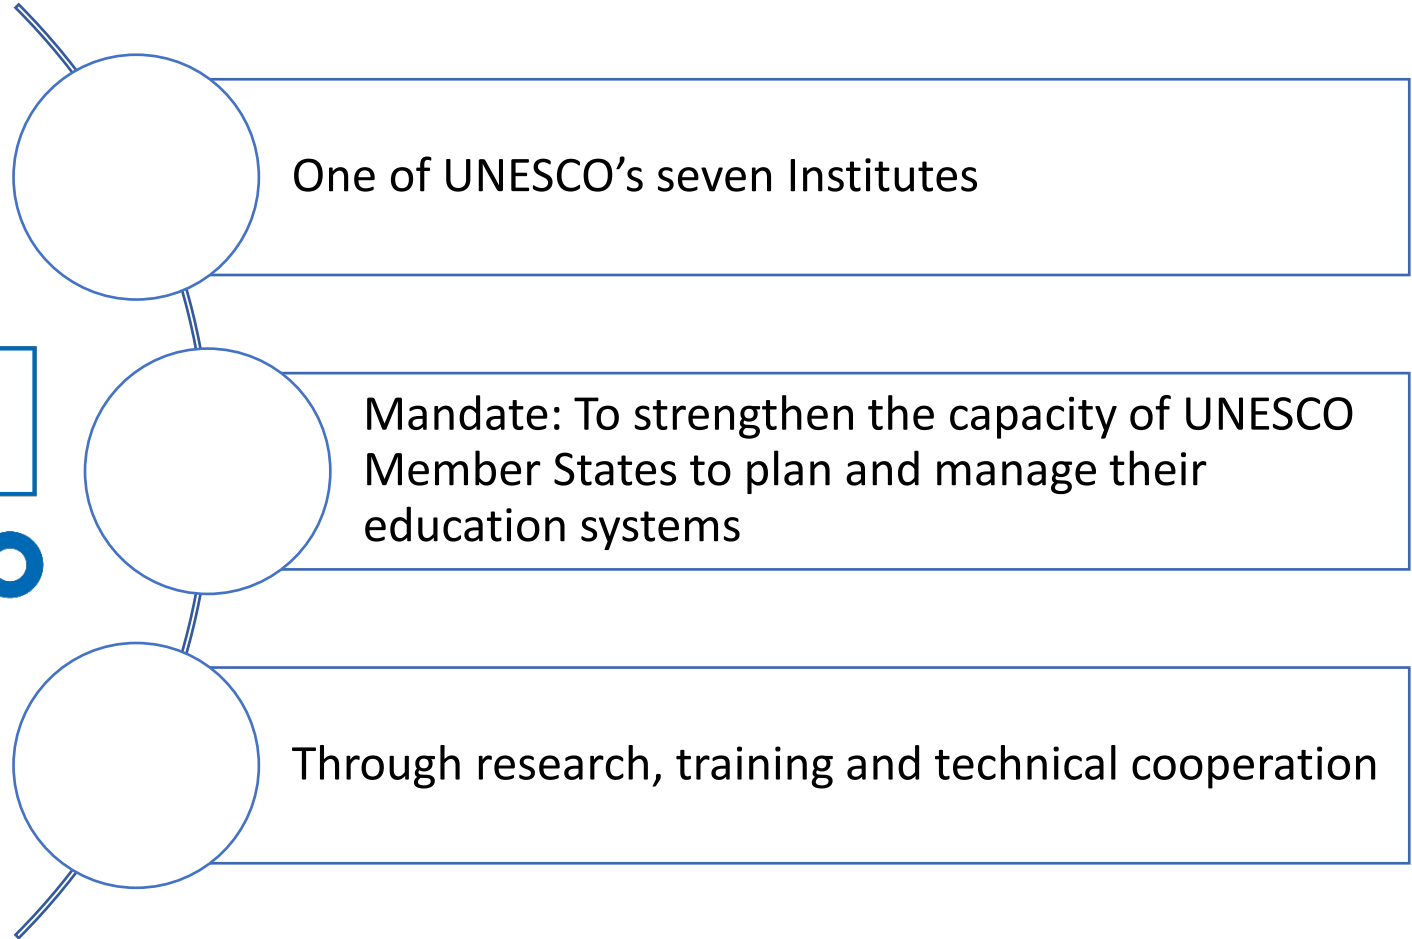 One of UNESCO’s seven Institutes
Mandate: To strengthen the capacity of UNESCO
Member States to plan and manage their
education systems
Through research, training and technical cooperation